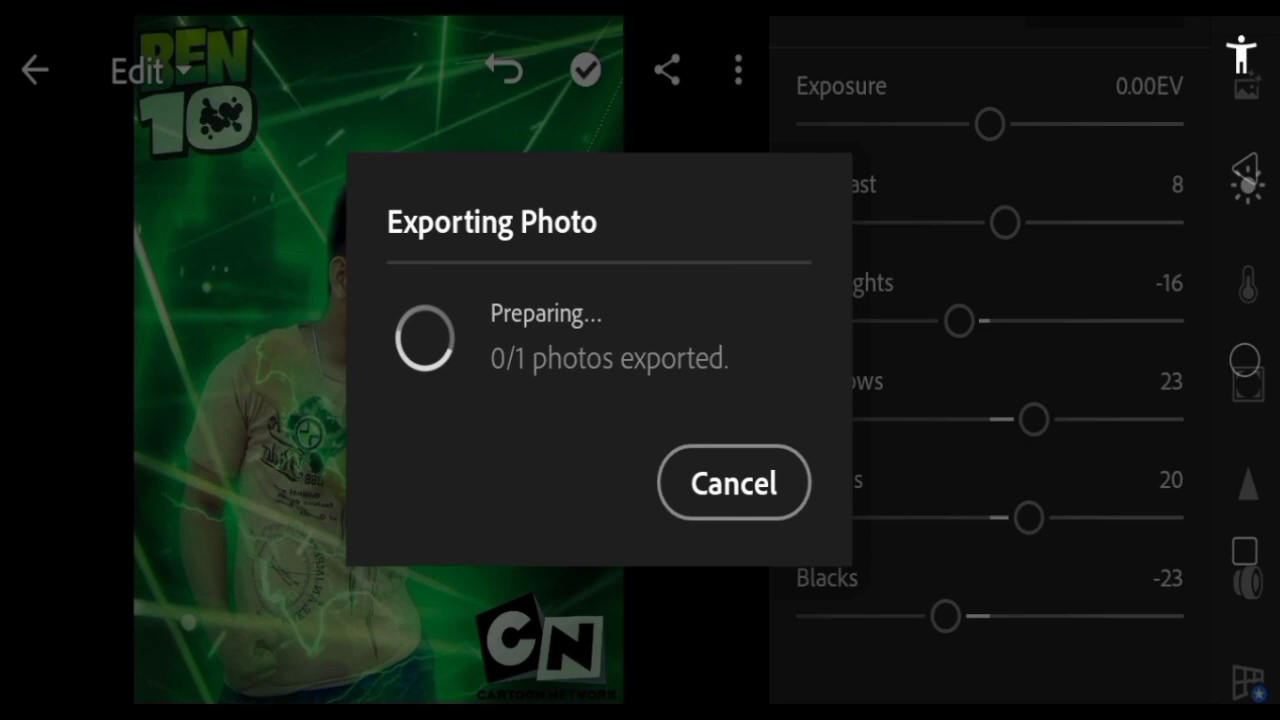 BEN
10
Edit
Exposure 0.00EV
ast 8
Exporting Photo
ghts -16
Preparing...
0/1 photos exported.
ows 23
s 20
Cancel
Blacks -23
CN
CARTOON NETWORK